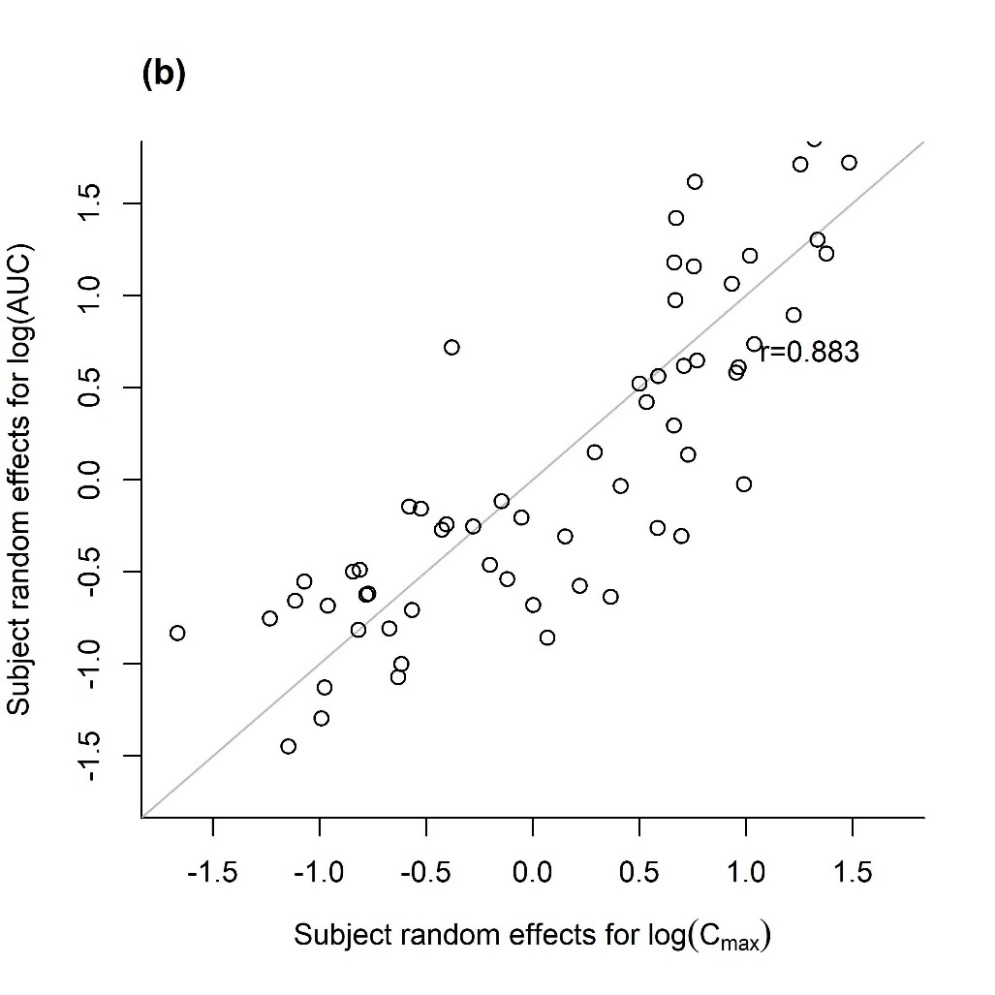 (b)
Subject random effects for log(AUC)
1.5
1.0
0.5
0.0
-0.5
-1.0
-1.5
r=0.883
-1.5 -1.0 -0.5 0.0 0.5 1.0 1.5
Subject random effects for log(Cmax)